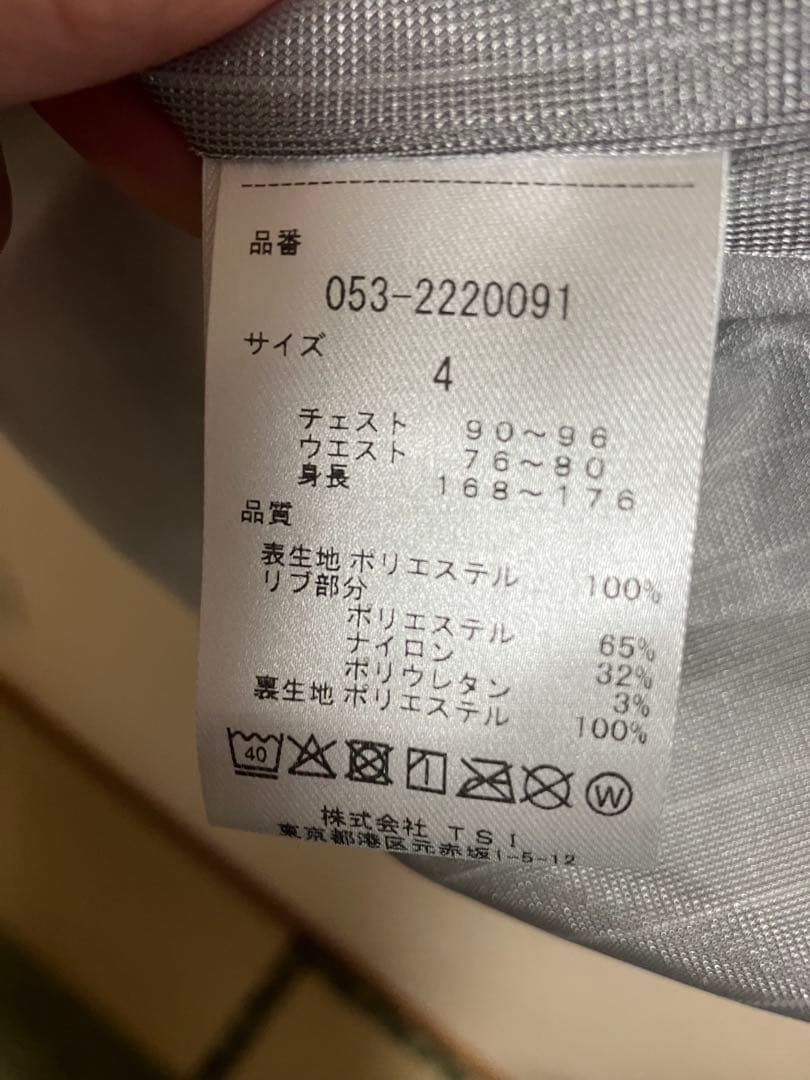 品番
053-2220091
サイズ
4
チェスト 90～96
ウエスト 76～80
身長 168～176
品質
表生地 ポリエステル 100%
リブ部分
ポリエステル 65%
ナイロン 32%
ポリウレタン 3%
裏生地 ポリエステル 100%
40 W
株式会社 TSI
東京都港区元赤坂1-5-12